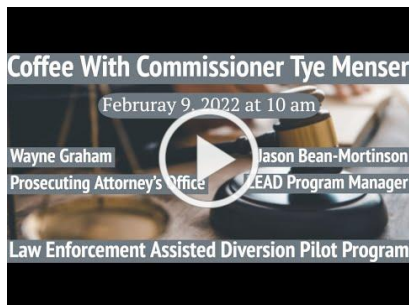 Coffee With Commissioner Tye Menser
Februray 9, 2022 at 10 am
Wayne Graham
Jason Bean-Mortinson
Prosecuting Attorney's Office
LEAD Program Manager
Law Enforcement Assisted Diversion Pilot Program